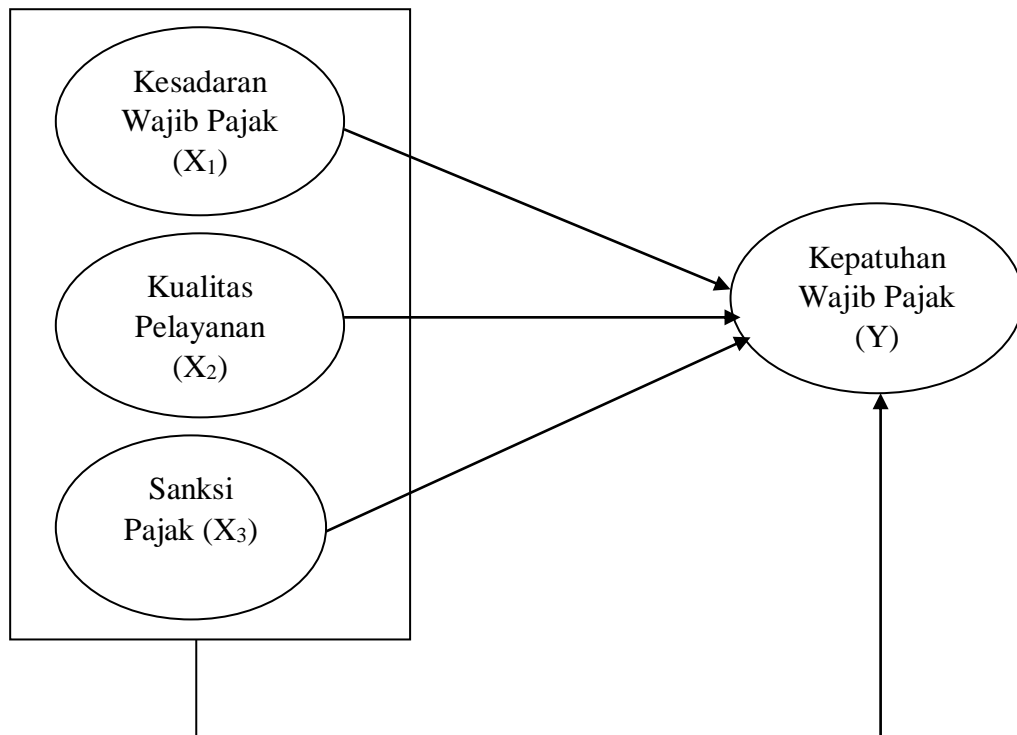 Kesadaran
Wajib Pajak
(X₁)
Kualitas
Pelayanan
(X₂)
Sanksi
Pajak (X₃)
Kepatuhan
Wajib Pajak
(Y)